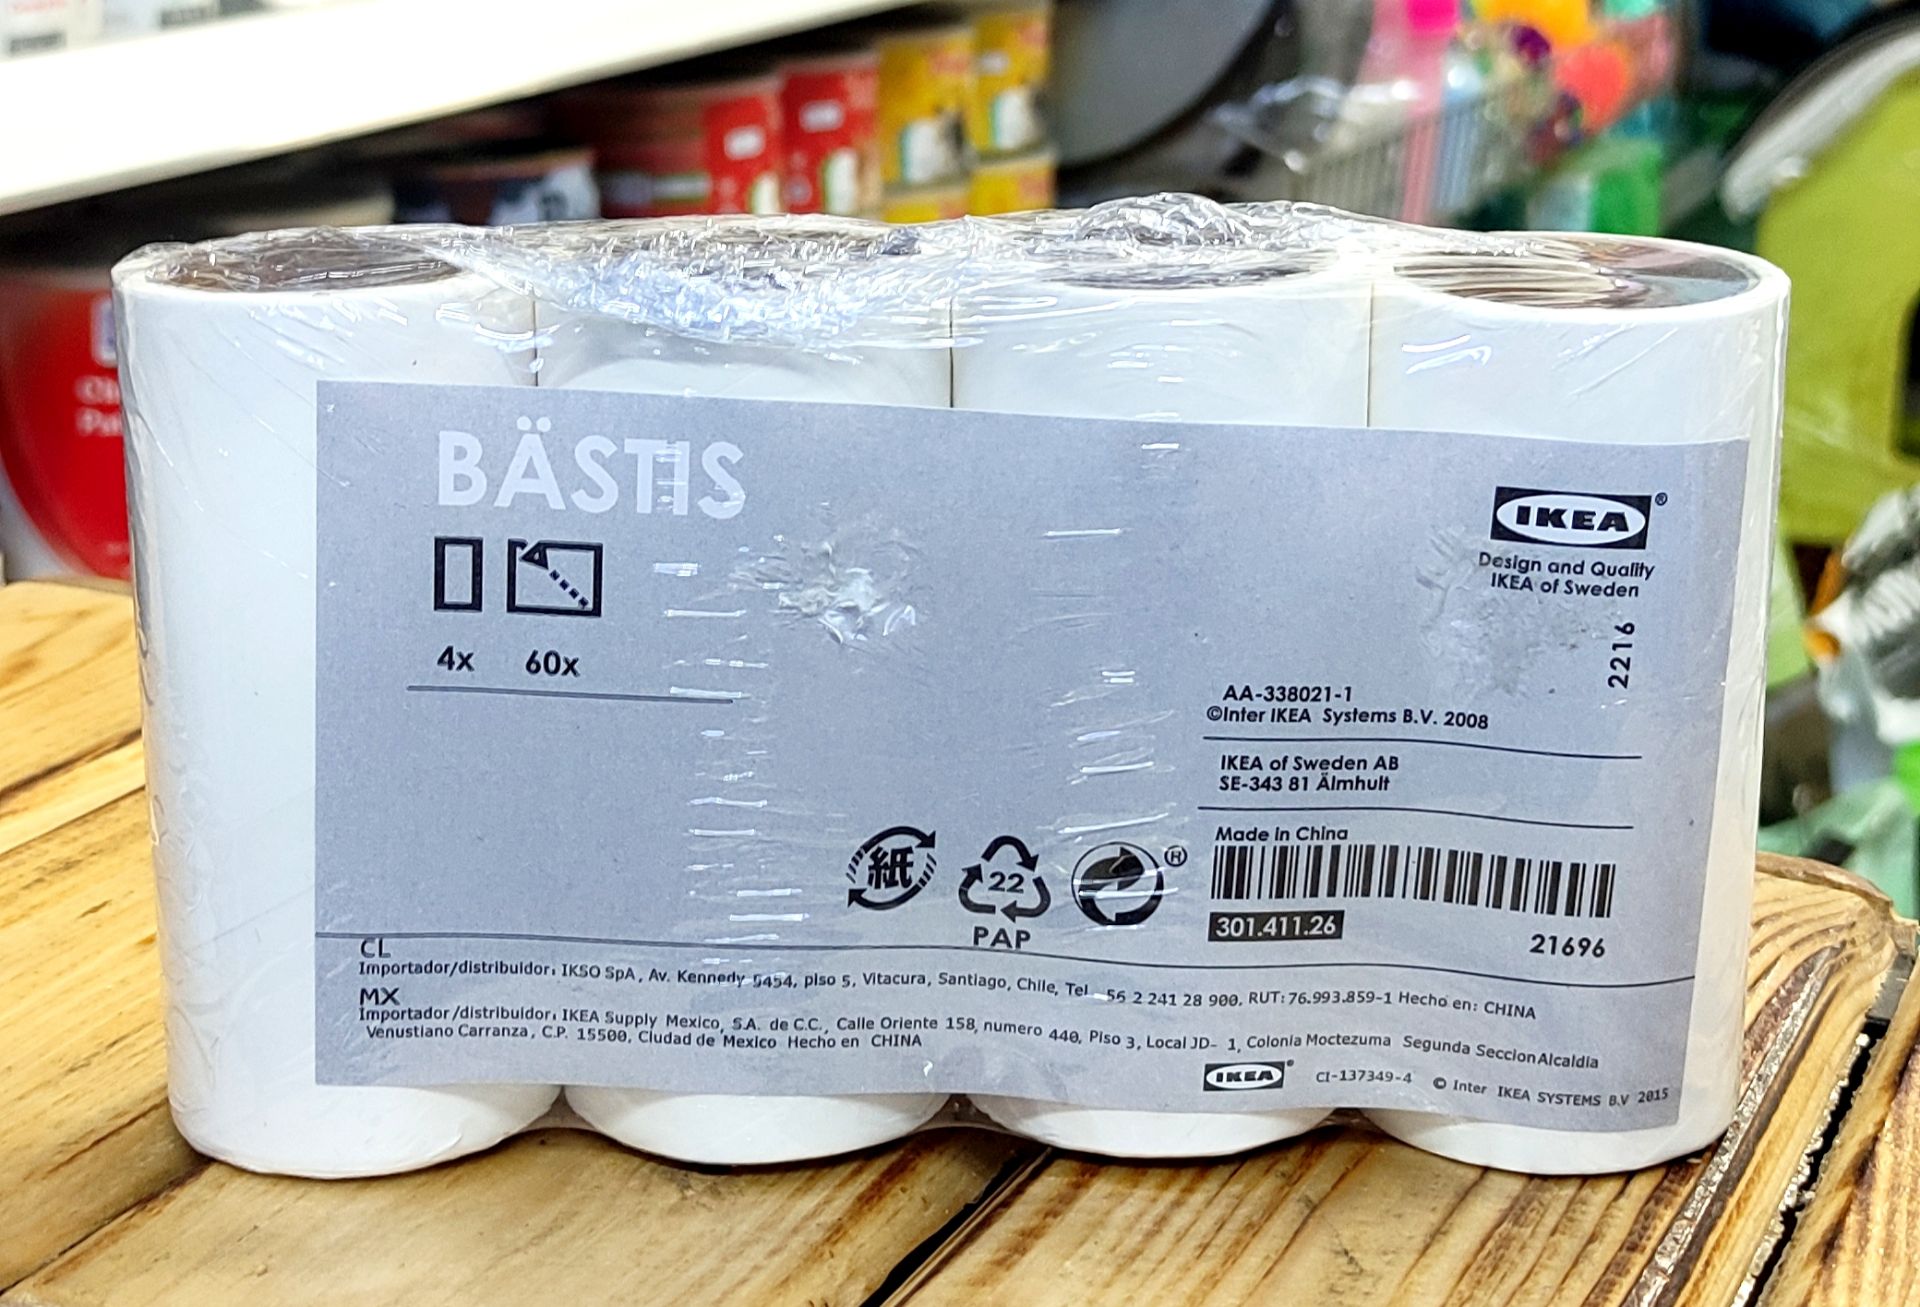 BÄSTIS
4x 60x
IKEA®
Design and Quality
IKEA of Sweden
2216
AA-338021-1
©Inter IKEA Systems B.V. 2008
IKEA of Sweden AB
SE-343 81 Älmhult
Made in China
紙
22
PAP
®
301.411.26
21696
CL
Importador/distribuidor: IKSO SpA, Av. Kennedy 5454, piso 5, Vitacura, Santiago, Chile, Tel 56 2 241 28 900, RUT: 76.993.859-1 Hecho en: CHINA
MX
Importador/distribuidor: IKEA Supply Mexico, S.A. de C.C., Calle Oriente 158, numero 440, Piso 3, Local JD- 1, Colonia Moctezuma Segunda Seccion Alcaldia
Venustiano Carranza, C.P. 15500, Ciudad de Mexico Hecho en CHINA
IKEA® CI-137349-4 © Inter IKEA SYSTEMS B.V 2015